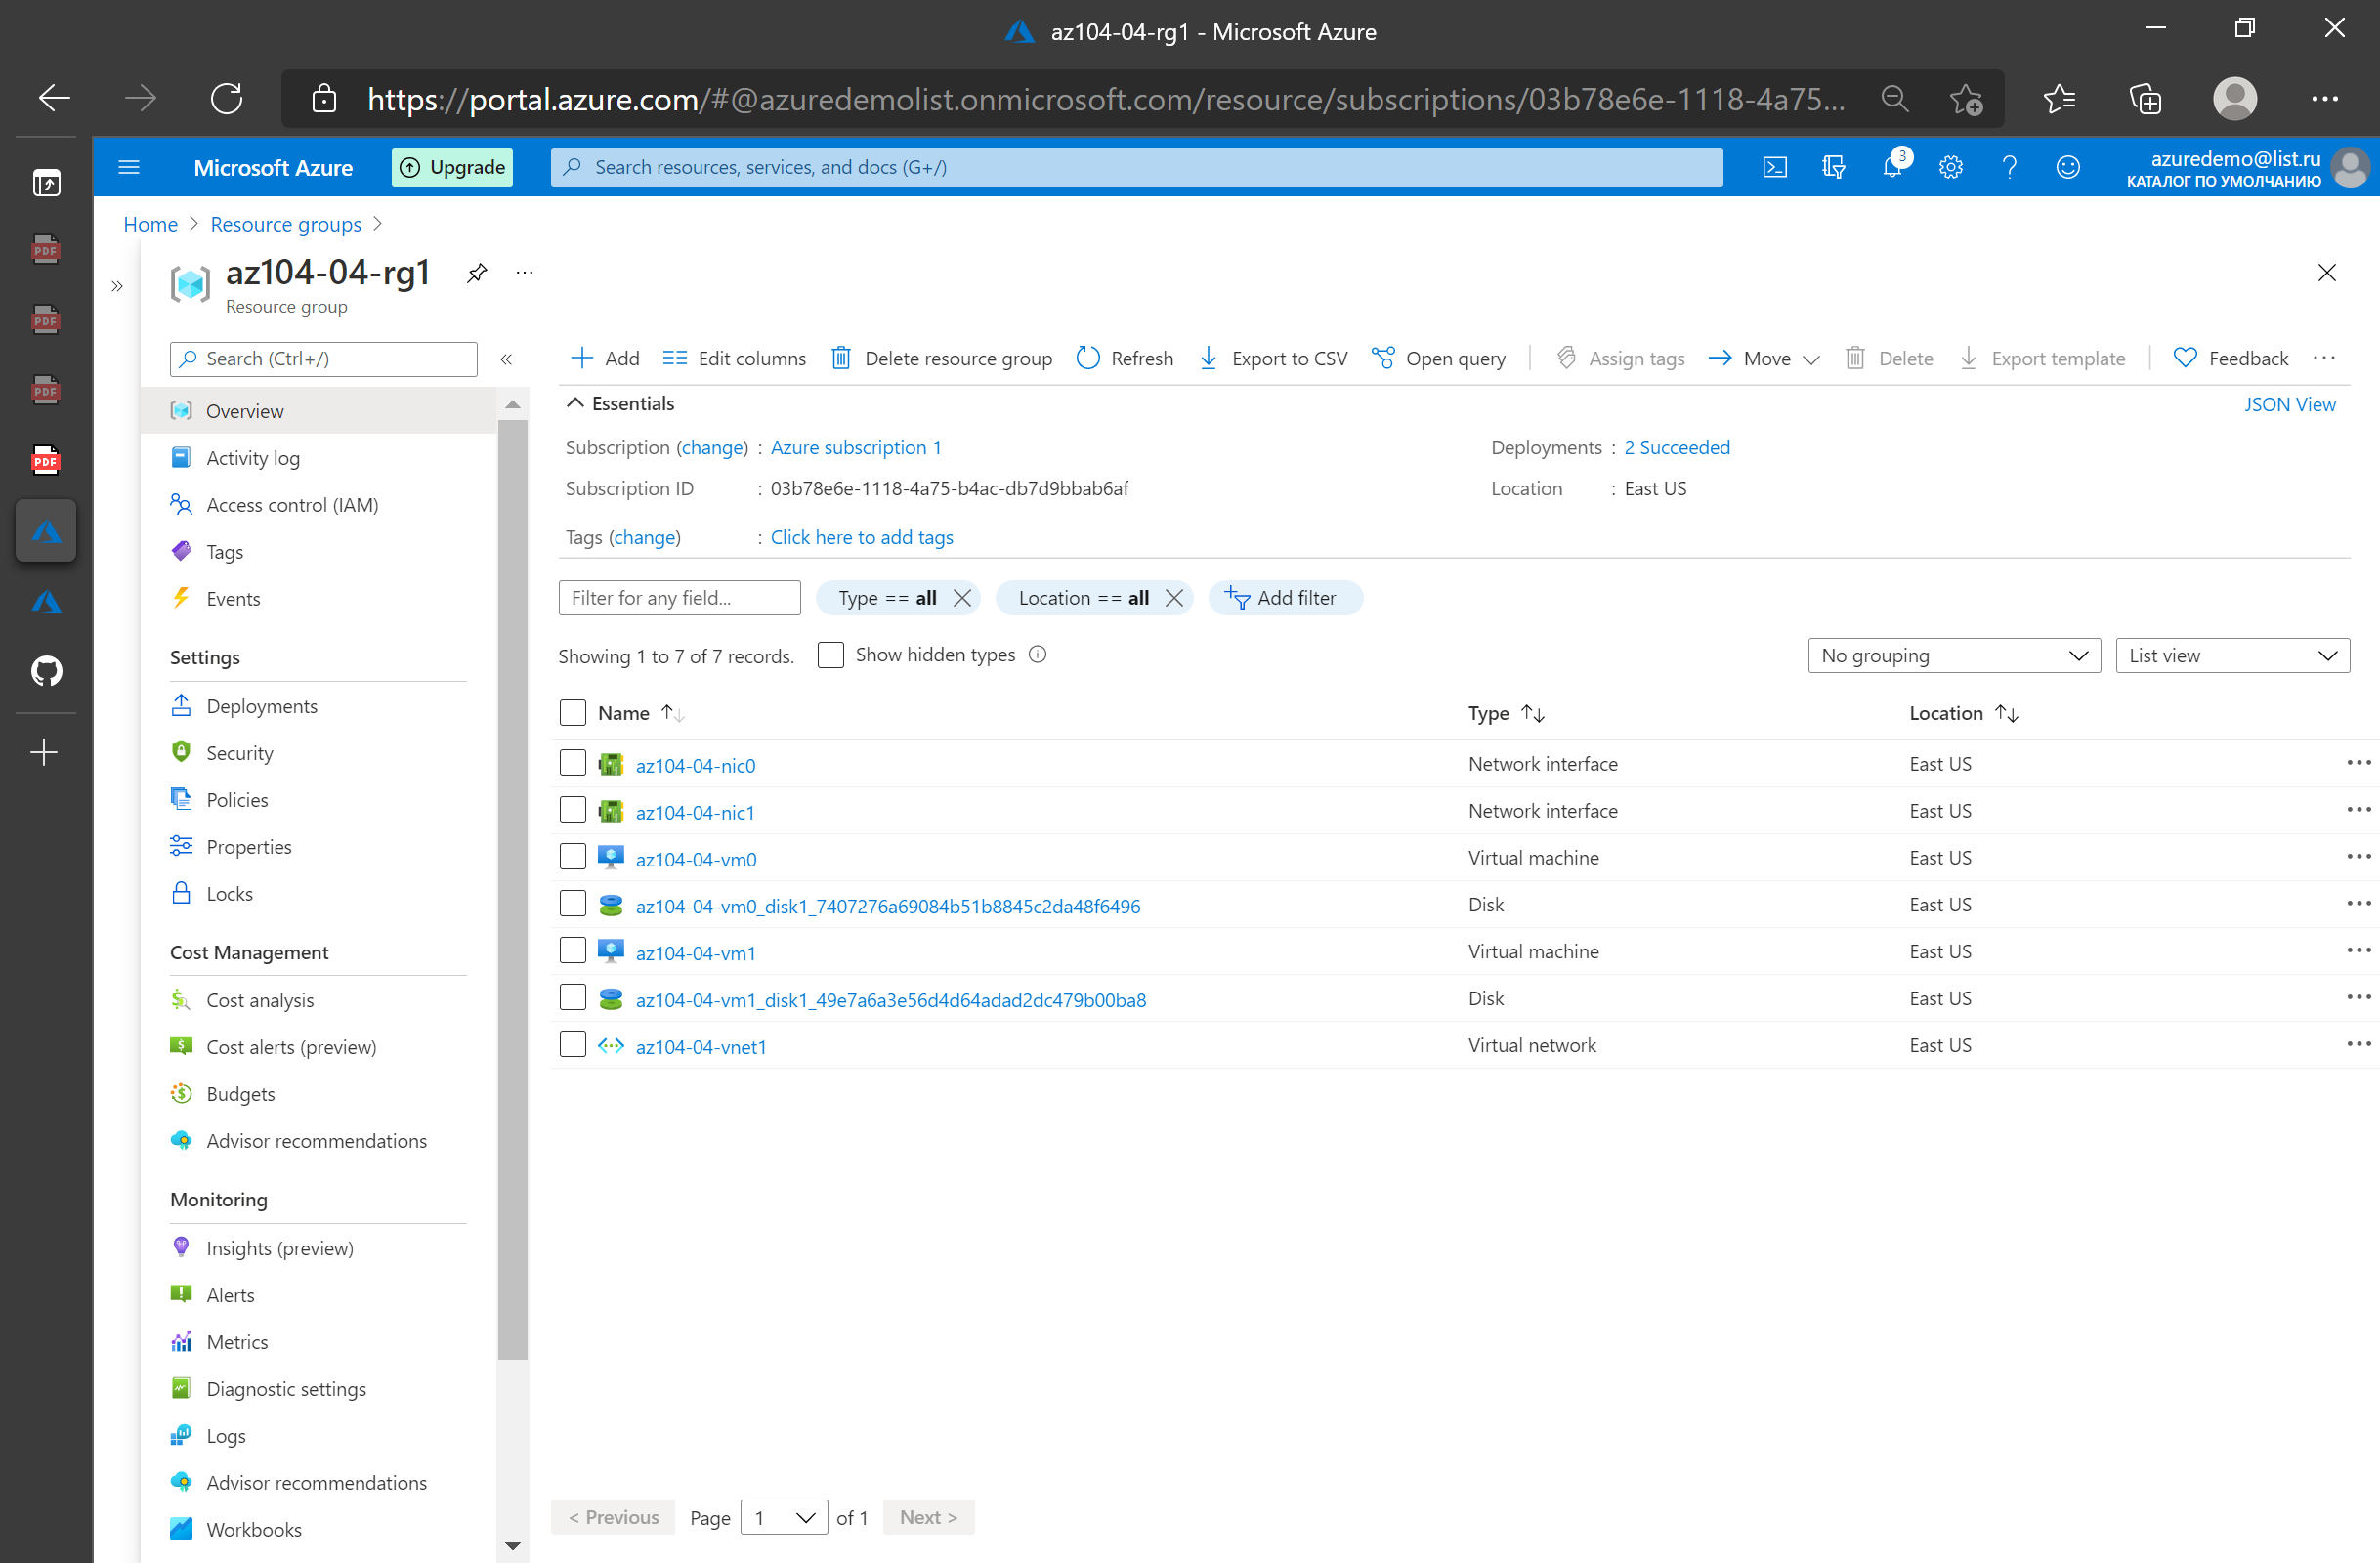 az104-04-rg1 - Microsoft Azure
https://portal.azure.com/#@azuredemolist.onmicrosoft.com/resource/subscriptions/03b78e6e-1118-4a75...
Microsoft Azure
Upgrade
Search resources, services, and docs (G+/)
3
azuredemo@list.ru
КАТАЛОГ ПО УМОЛЧАНИЮ
Home > Resource groups >
az104-04-rg1
Resource group
PDF
PDF
PDF
PDF
Search (Ctrl+/)
Add
Edit columns
Delete resource group
Refresh
Export to CSV
Open query
Assign tags
Move
Delete
Export template
Feedback
Overview
Activity log
Access control (IAM)
Tags
Events
Settings
Deployments
Security
Policies
Properties
Locks
Cost Management
Cost analysis
Cost alerts (preview)
Budgets
Advisor recommendations
Monitoring
Insights (preview)
Alerts
Metrics
Diagnostic settings
Logs
Advisor recommendations
Workbooks
Essentials
JSON View
Subscription (change) : Azure subscription 1
Deployments : 2 Succeeded
Subscription ID : 03b78e6e-1118-4a75-b4ac-db7d9bbab6af
Location : East US
Tags (change) : Click here to add tags
Filter for any field...
Type == all
Location == all
Add filter
Showing 1 to 7 of 7 records.
Show hidden types
No grouping
List view
Name Type Location
az104-04-nic0 Network interface East US
az104-04-nic1 Network interface East US
az104-04-vm0 Virtual machine East US
az104-04-vm0_disk1_7407276a69084b51b8845c2da48f6496 Disk East US
az104-04-vm1 Virtual machine East US
az104-04-vm1_disk1_49e7a6a3e56d4d64adad2dc479b00ba8 Disk East US
az104-04-vnet1 Virtual network East US
< Previous Page 1 of 1 Next >